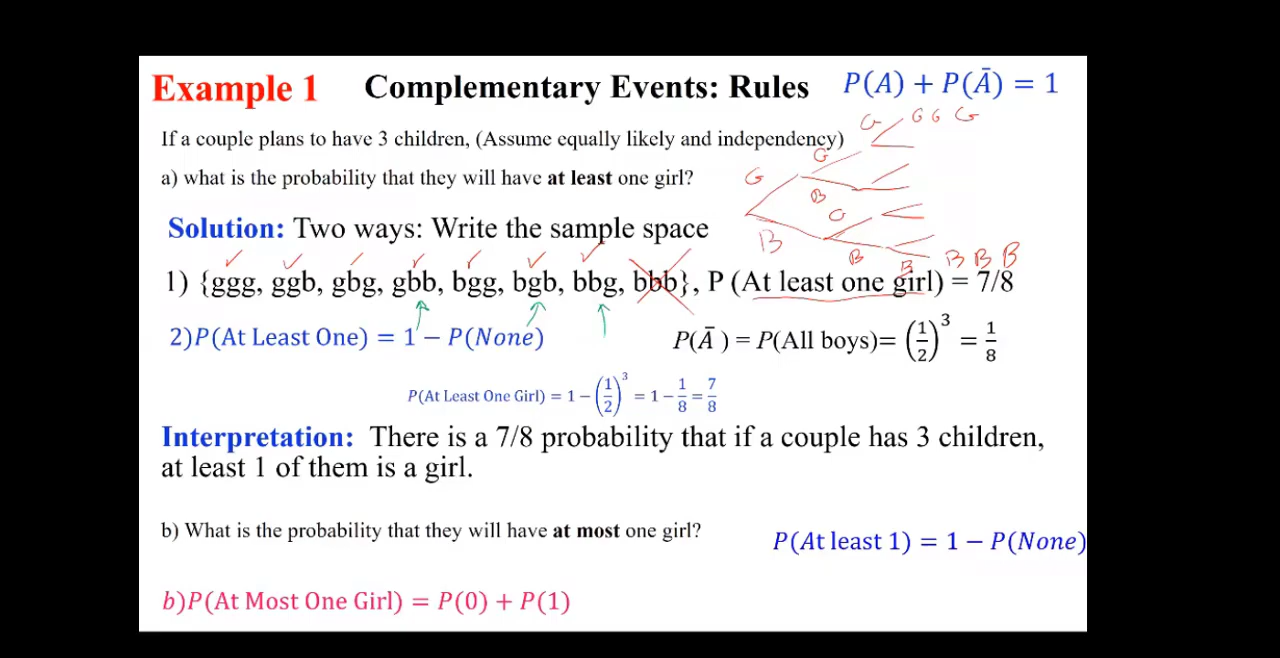 Example 1 Complementary Events: Rules P(A) + P(Ā) = 1
G G G G
If a couple plans to have 3 children, (Assume equally likely and independency)
G
a) what is the probability that they will have at least one girl? G
B
G
Solution: Two ways: Write the sample space B
B B B B B
1) {ggg, ggb, gbg, gbb, bgg, bgb, bbg, bbb}, P (At least one girl) = 7/8
2)P(At Least One) = 1 − P(None) P(Ā ) = P(All boys)= (1/2)³ = 1/8
P(At Least One Girl) = 1 − (1/2)³ = 1 − 1/8 = 7/8
Interpretation: There is a 7/8 probability that if a couple has 3 children,
at least 1 of them is a girl.
b) What is the probability that they will have at most one girl?
P(At least 1) = 1 − P(None)
b)P(At Most One Girl) = P(0) + P(1)